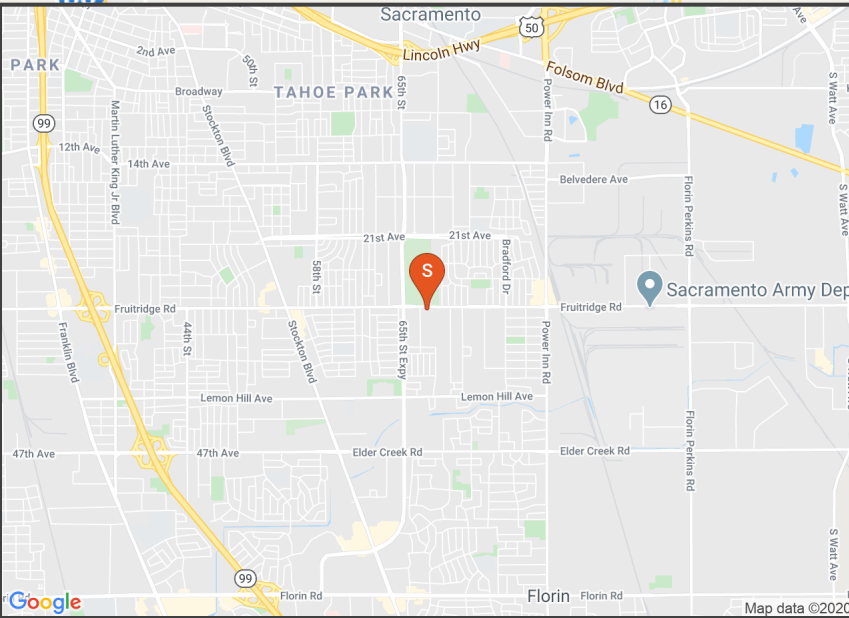 Sacramento
50
Lincoln Hwy
2nd Ave
50th St
PARK
Folsom Blvd
65th St
Power Inn Rd
S Watt Ave
Broadway
TAHOE PARK
16
99
Martin Luther King Jr Blvd
Stockton Blvd
12th Ave
14th Ave
Belvedere Ave
Florin Perkins Rd
S Watt Ave
21st Ave
21st Ave
Bradford Dr
58th St
S
Sacramento Army Dep
Fruitridge Rd
Fruitridge Rd
Franklin Blvd
44th St
Stockton Blvd
65th St Expy
Power Inn Rd
Lemon Hill Ave
Lemon Hill Ave
Florin Perkins Rd
47th Ave
47th Ave
Elder Creek Rd
Elder Creek Rd
S Watt Ave
99
Florin Rd
Florin
Florin Rd
Google
Map data ©2020